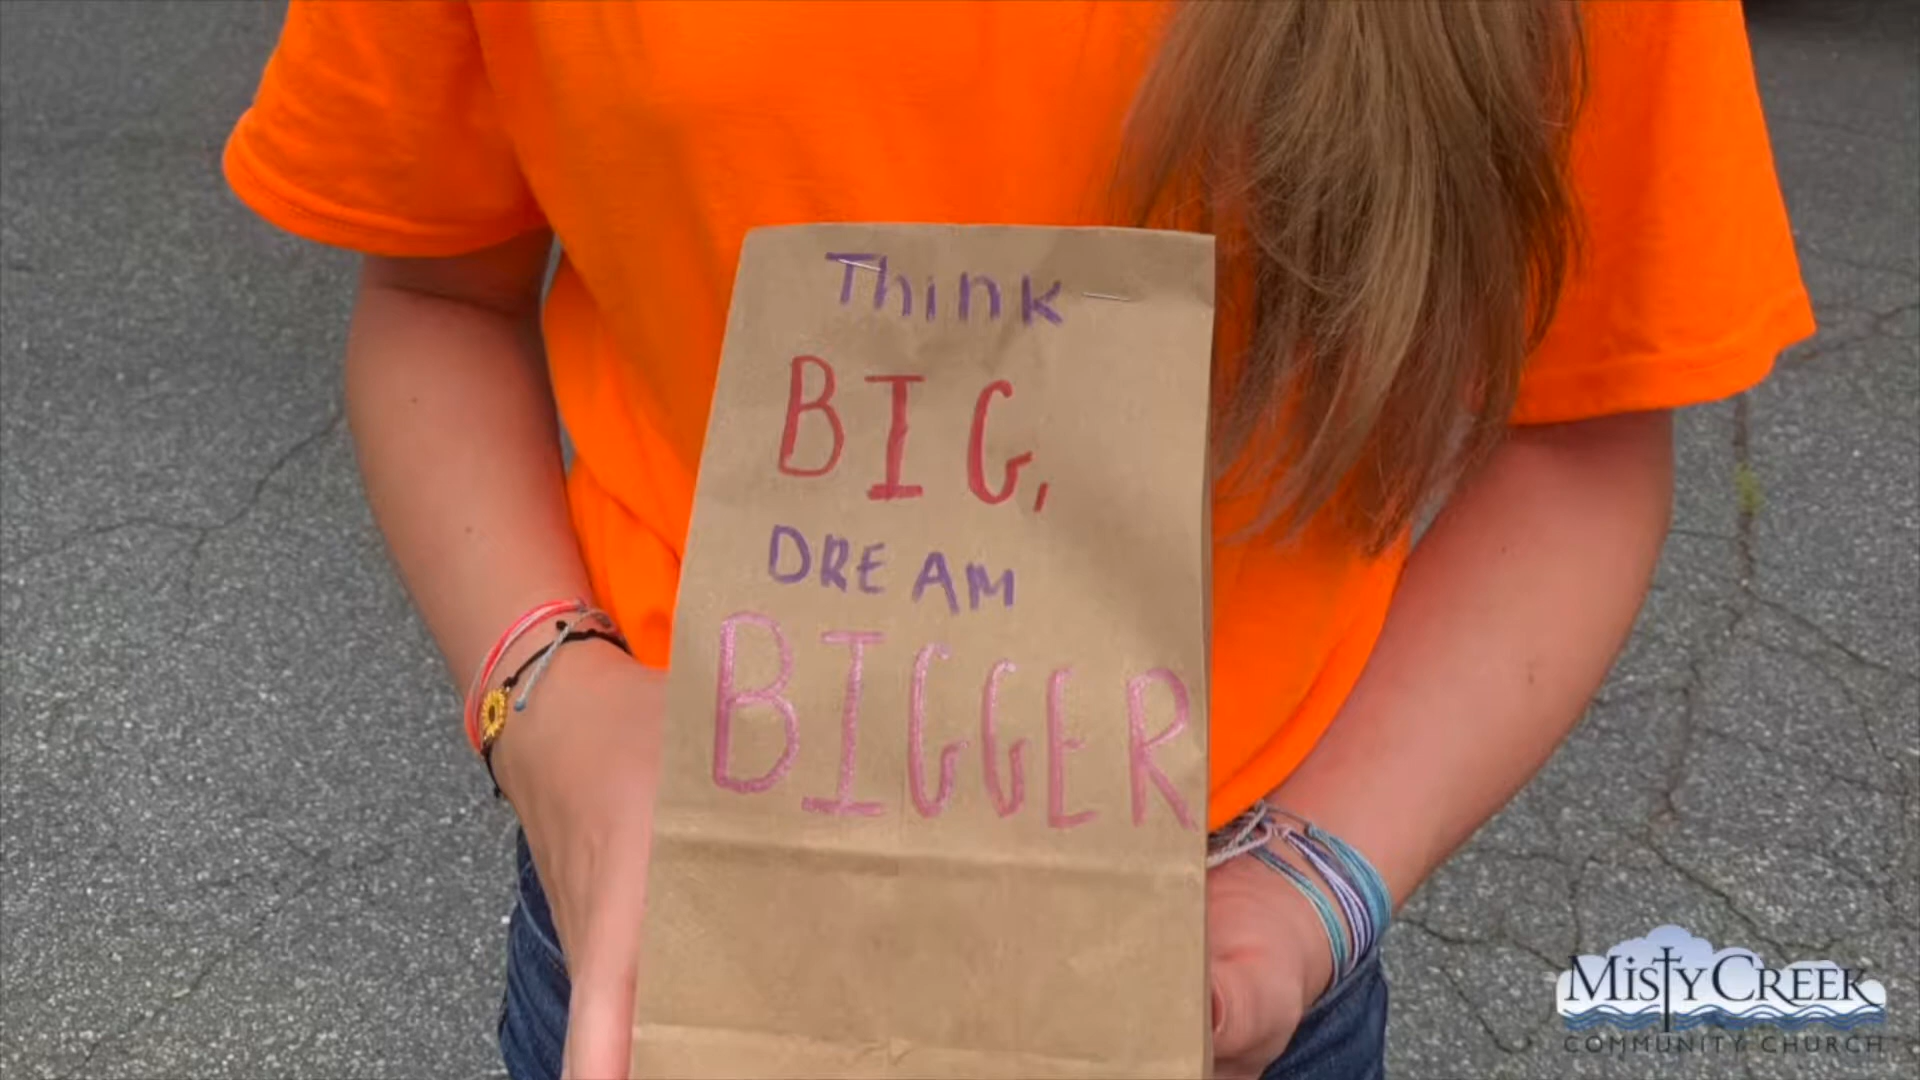 Think
BIG,
DREAM
BIGGER
MISTY CREEK
COMMUNITY CHURCH